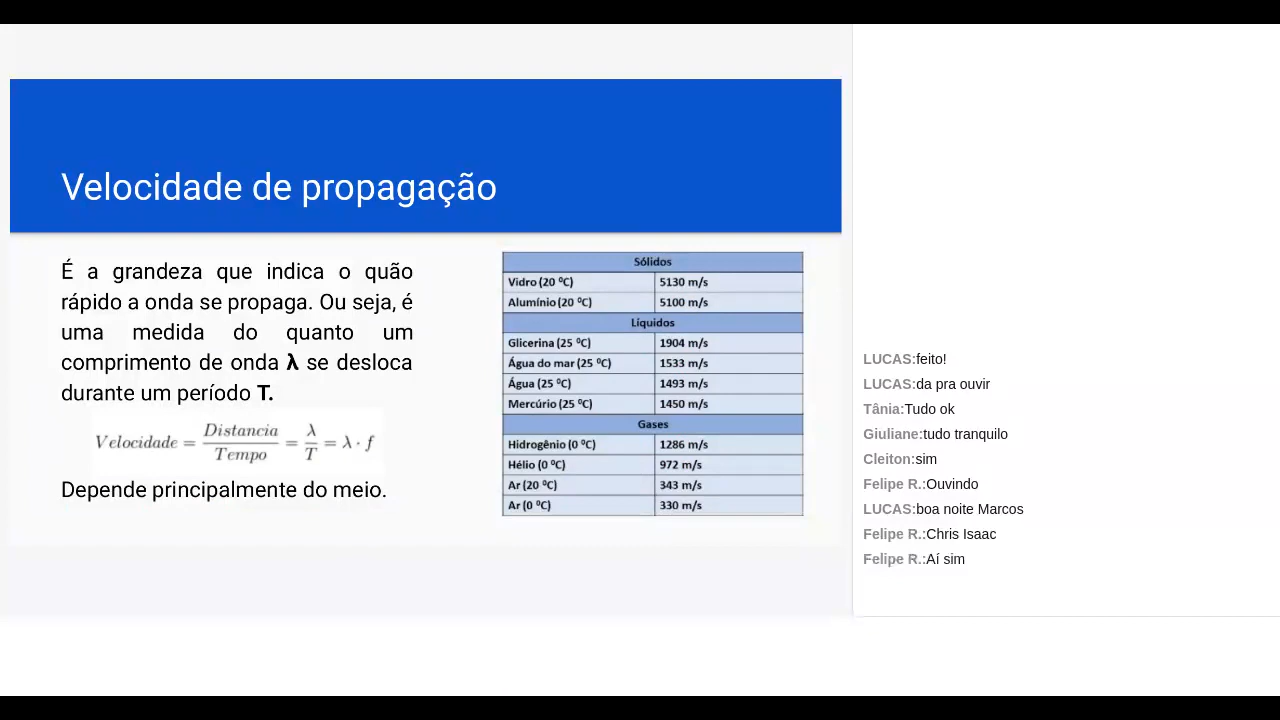 Velocidade de propagação
É a grandeza que indica o quão
rápido a onda se propaga. Ou seja, é
uma medida do quanto um
comprimento de onda λ se desloca
durante um período T.
Velocidade = Distancia / Tempo = λ / T = λ · f
Depende principalmente do meio.
Sólidos
Vidro (20 ºC) 5130 m/s
Alumínio (20 ºC) 5100 m/s
Líquidos
Glicerina (25 ºC) 1904 m/s
Água do mar (25 ºC) 1533 m/s
Água (25 ºC) 1493 m/s
Mercúrio (25 ºC) 1450 m/s
Gases
Hidrogênio (0 ºC) 1286 m/s
Hélio (0 ºC) 972 m/s
Ar (20 ºC) 343 m/s
Ar (0 ºC) 330 m/s
LUCAS:feito!
LUCAS:da pra ouvir
Tânia:Tudo ok
Giuliane:tudo tranquilo
Cleiton:sim
Felipe R.:Ouvindo
LUCAS:boa noite Marcos
Felipe R.:Chris Isaac
Felipe R.:Aí sim